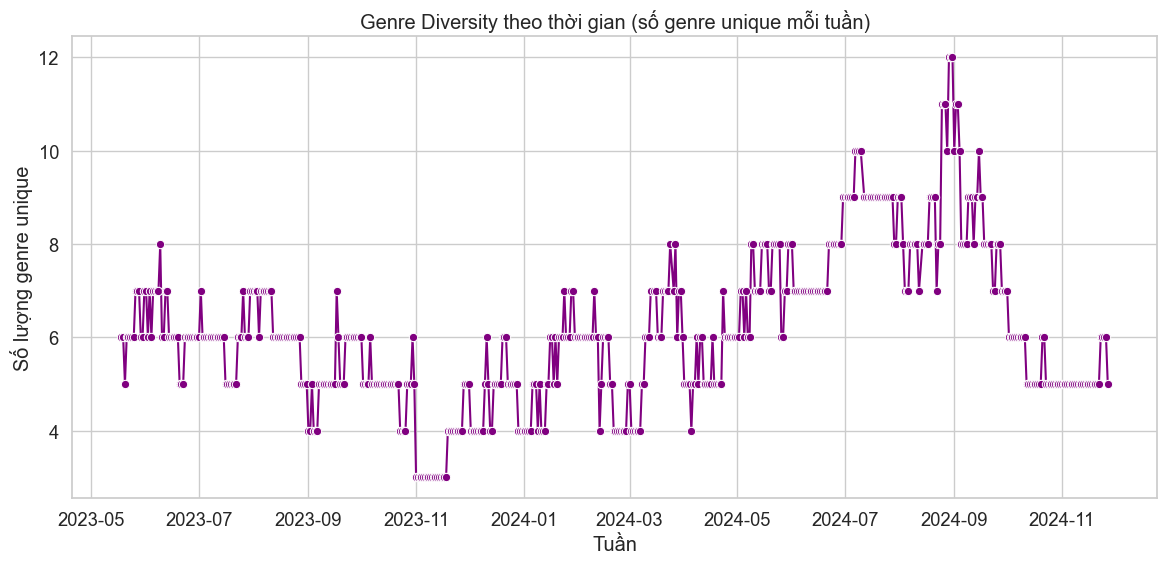 Genre Diversity theo thời gian (số genre unique mỗi tuần)
Số lượng genre unique
12
10
8
6
4
2023-05 2023-07 2023-09 2023-11 2024-01 2024-03 2024-05 2024-07 2024-09 2024-11
Tuần